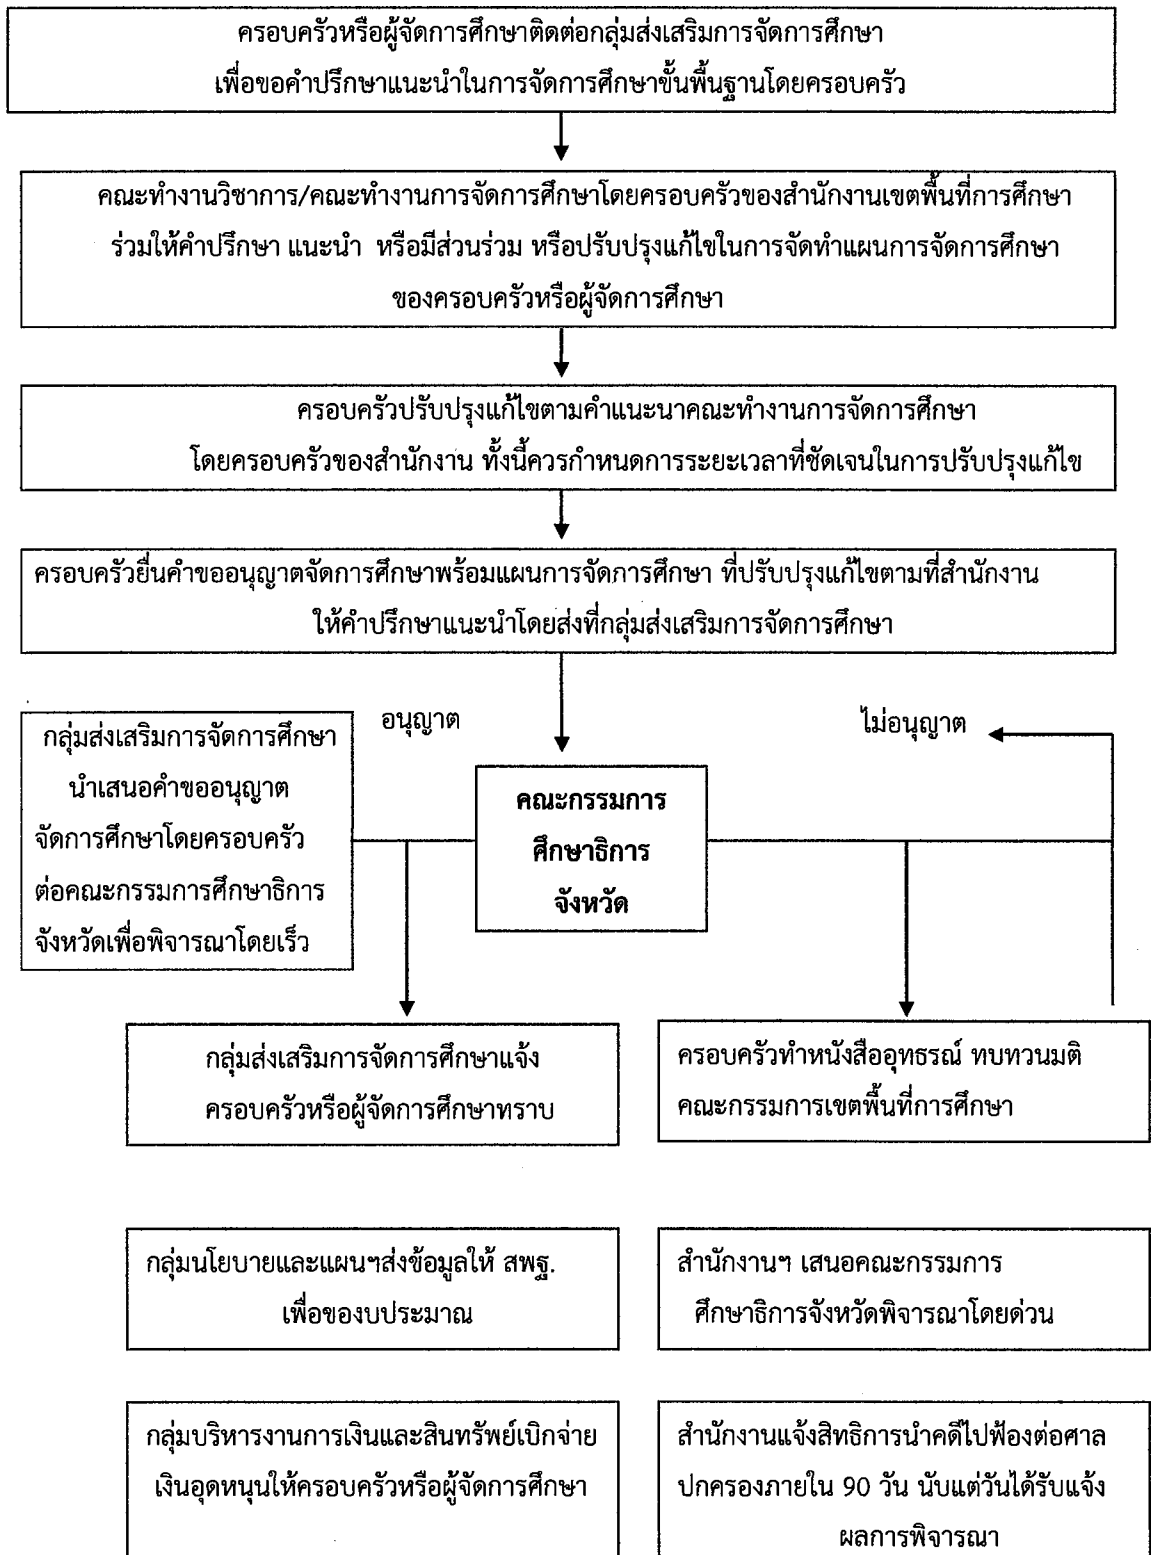 ครอบครัวหรือผู้จัดการศึกษาติดต่อกลุ่มส่งเสริมการจัดการศึกษา
เพื่อขอคำปรึกษาแนะนำในการจัดการศึกษาขั้นพื้นฐานโดยครอบครัว
คณะทำงานวิชาการ/คณะทำงานการจัดการศึกษาโดยครอบครัวของสำนักงานเขตพื้นที่การศึกษา
ร่วมให้คำปรึกษา แนะนำ หรือมีส่วนร่วม หรือปรับปรุงแก้ไขในการจัดทำแผนการจัดการศึกษา
ของครอบครัวหรือผู้จัดการศึกษา
ครอบครัวปรับปรุงแก้ไขตามคำแนะนาคณะทำงานการจัดการศึกษา
โดยครอบครัวของสำนักงาน ทั้งนี้ควรกำหนดการระยะเวลาที่ชัดเจนในการปรับปรุงแก้ไข
ครอบครัวยื่นคำขออนุญาตจัดการศึกษาพร้อมแผนการจัดการศึกษา ที่ปรับปรุงแก้ไขตามที่สำนักงาน
ให้คำปรึกษาแนะนำโดยส่งที่กลุ่มส่งเสริมการจัดการศึกษา
กลุ่มส่งเสริมการจัดการศึกษา
นำเสนอคำขออนุญาต
จัดการศึกษาโดยครอบครัว
ต่อคณะกรรมการศึกษาธิการ
จังหวัดเพื่อพิจารณาโดยเร็ว
อนุญาต
ไม่อนุญาต
คณะกรรมการ
ศึกษาธิการ
จังหวัด
กลุ่มส่งเสริมการจัดการศึกษาแจ้ง
ครอบครัวหรือผู้จัดการศึกษาทราบ
ครอบครัวทำหนังสืออุทธรณ์ ทบทวนมติ
คณะกรรมการเขตพื้นที่การศึกษา
กลุ่มนโยบายและแผนฯส่งข้อมูลให้ สพฐ.
เพื่อของบประมาณ
สำนักงานฯ เสนอคณะกรรมการ
ศึกษาธิการจังหวัดพิจารณาโดยด่วน
กลุ่มบริหารงานการเงินและสินทรัพย์เบิกจ่าย
เงินอุดหนุนให้ครอบครัวหรือผู้จัดการศึกษา
สำนักงานแจ้งสิทธิการนำคดีไปฟ้องต่อศาล
ปกครองภายใน 90 วัน นับแต่วันได้รับแจ้ง
ผลการพิจารณา